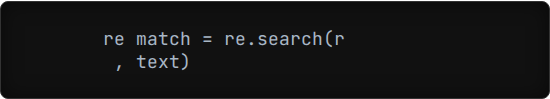 re match = re.search(r
, text)